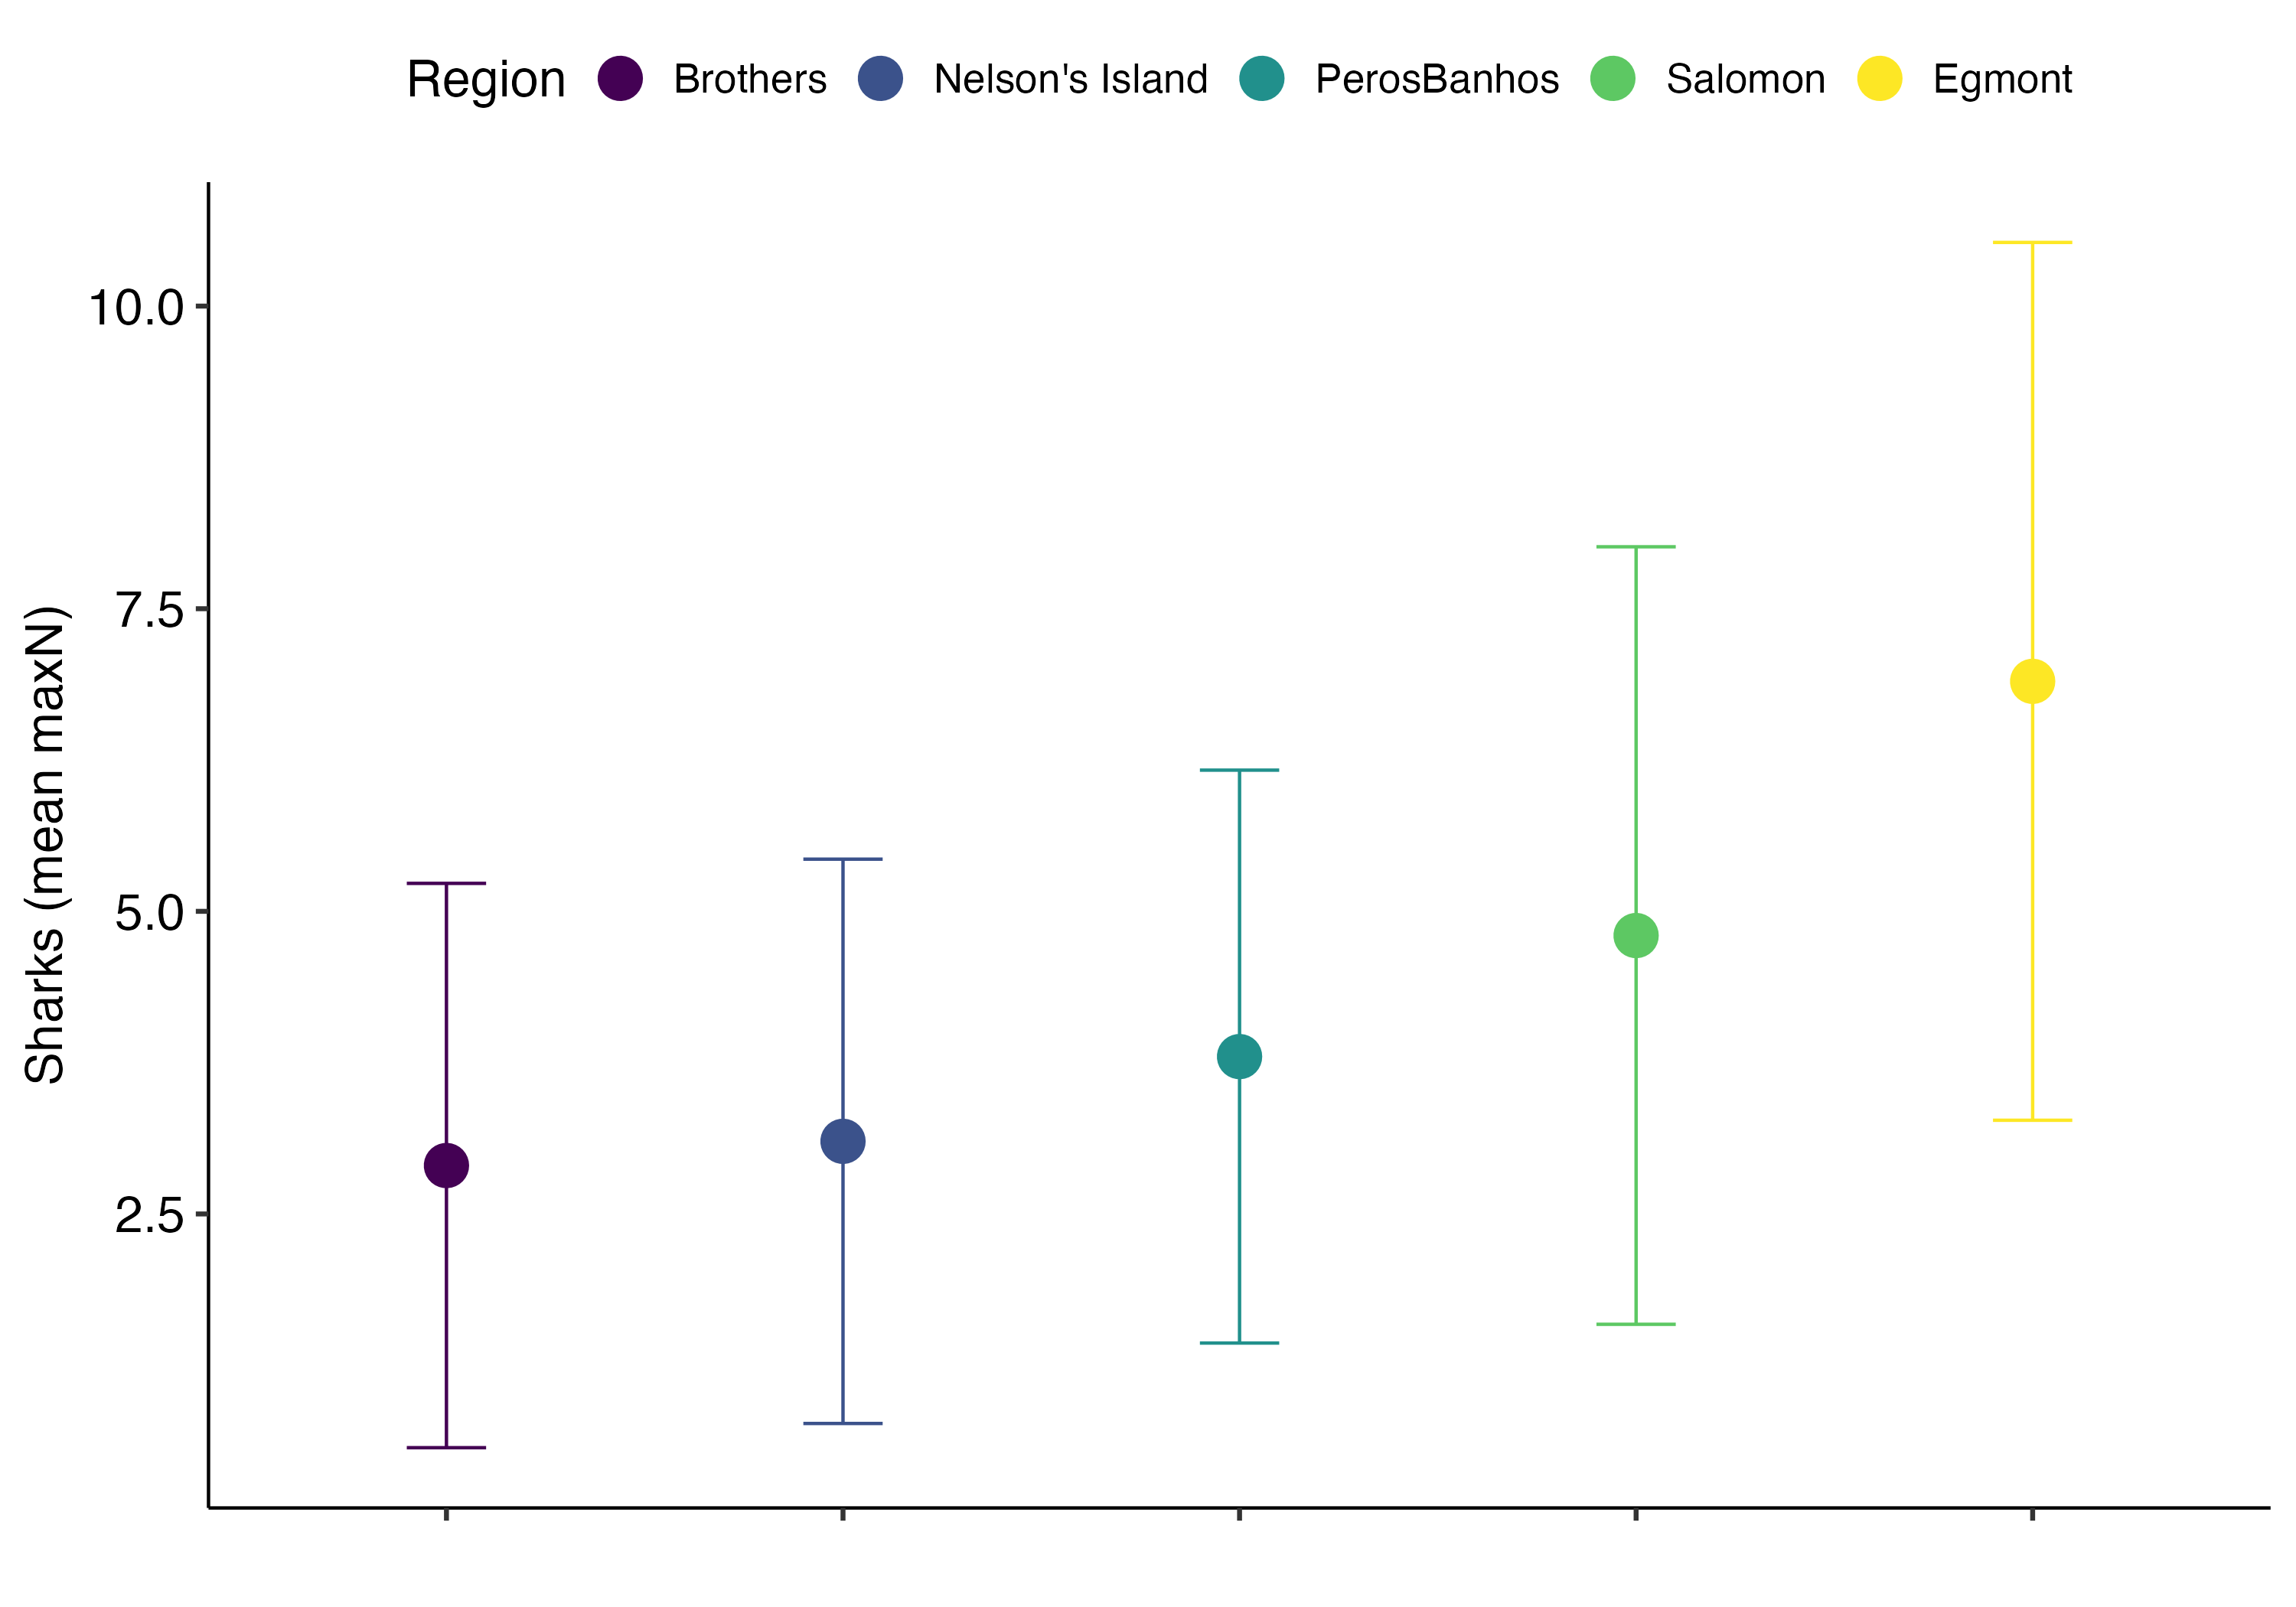 Region Brothers Nelson's Island PerosBanhos Salomon Egmont
10.0
7.5
5.0
2.5
Sharks (mean maxN)